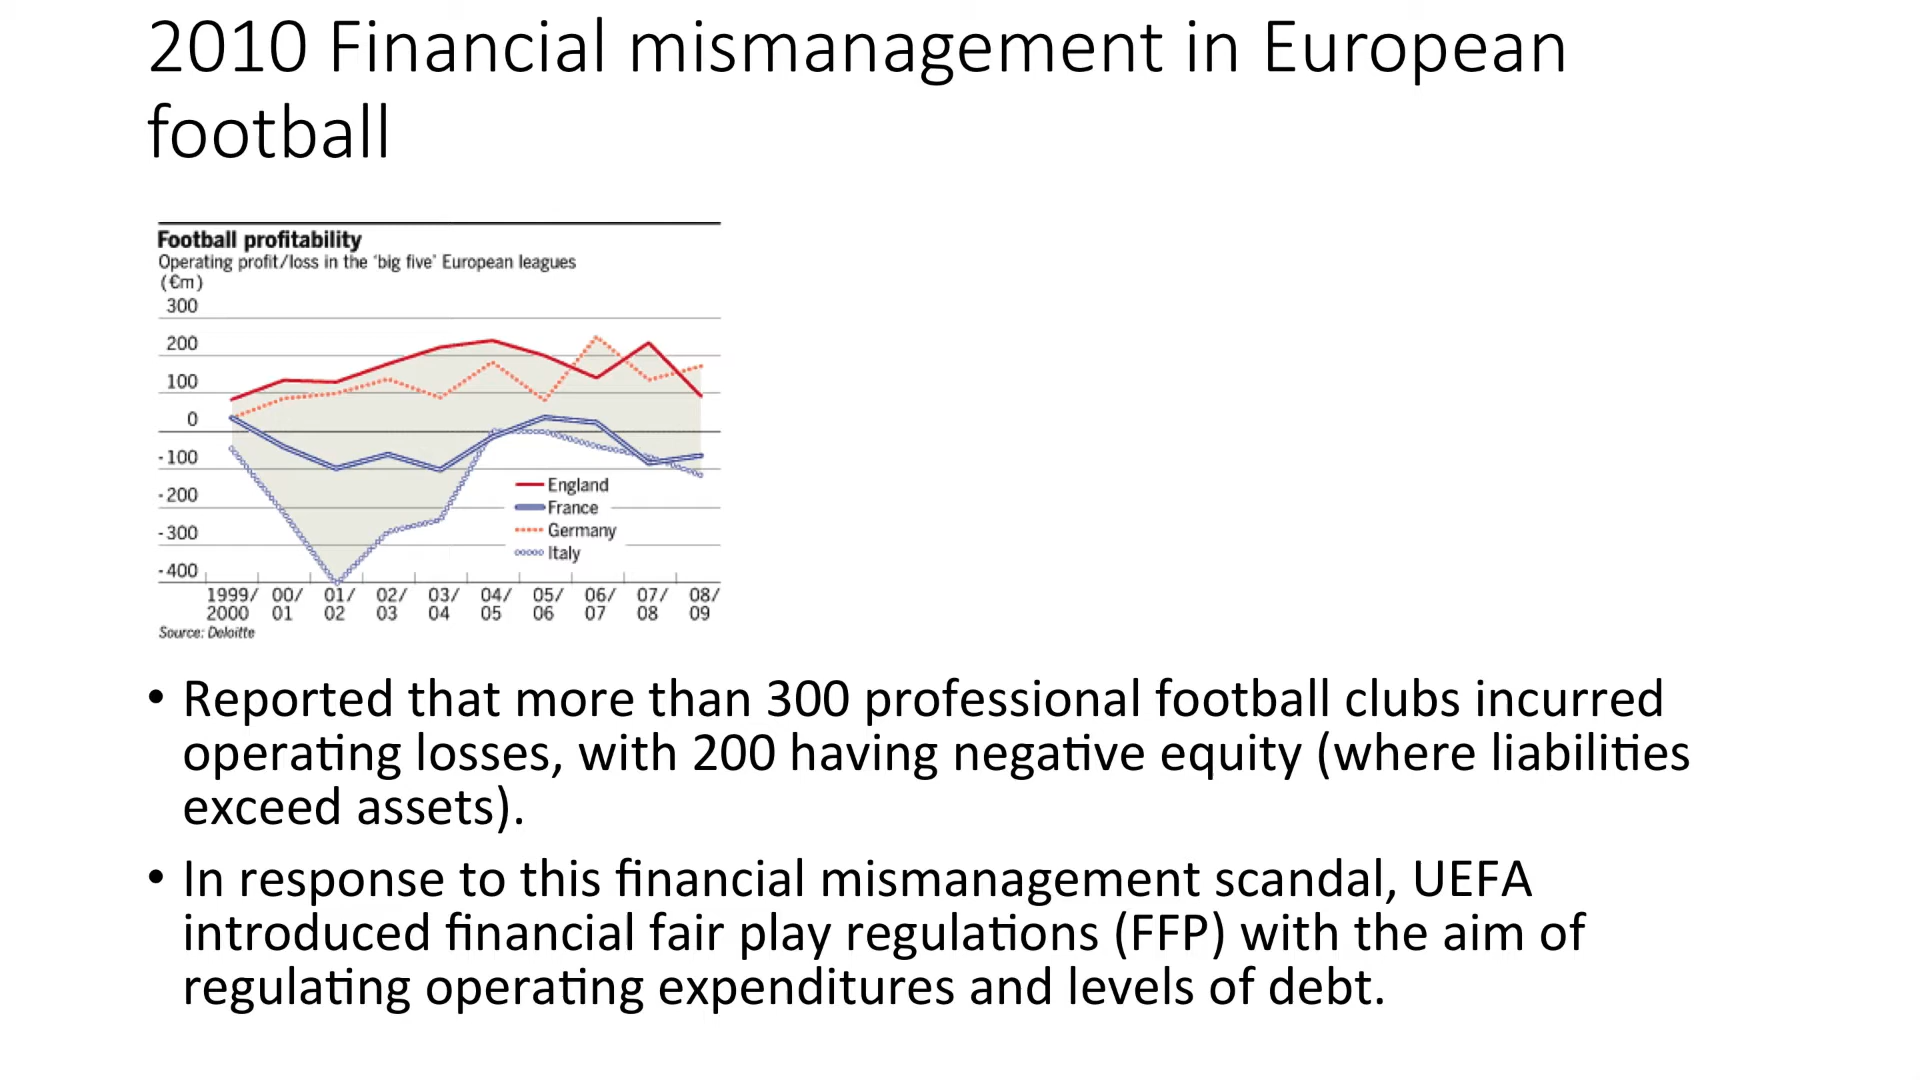 2010 Financial mismanagement in European
football
Football profitability
Operating profit/loss in the 'big five' European leagues
(€m)
300
200
100
0
-100
-200
-300
-400
England
France
Germany
Italy
1999/ 00/ 01/ 02/ 03/ 04/ 05/ 06/ 07/ 08/
2000 01 02 03 04 05 06 07 08 09
Source: Deloitte
• Reported that more than 300 professional football clubs incurred
operating losses, with 200 having negative equity (where liabilities
exceed assets).
• In response to this financial mismanagement scandal, UEFA
introduced financial fair play regulations (FFP) with the aim of
regulating operating expenditures and levels of debt.